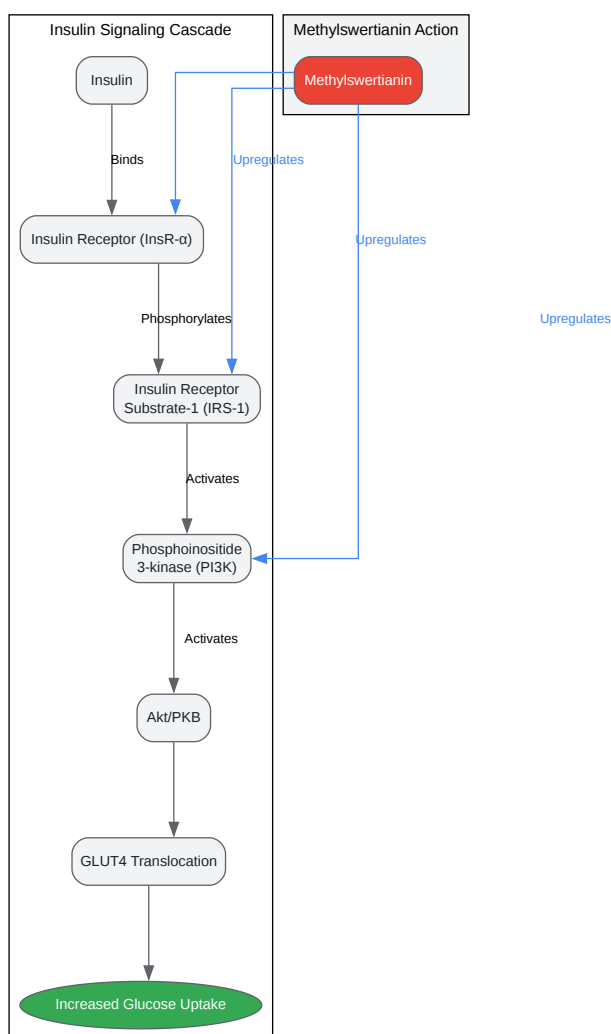 Insulin Signaling Cascade
Methylswertianin Action
Insulin
Methylswertianin
Binds
Upregulates
Insulin Receptor (InsR-α)
Upregulates
Phosphorylates
Upregulates
Insulin Receptor
Substrate-1 (IRS-1)
Activates
Phosphoinositide
3-kinase (PI3K)
Activates
Akt/PKB
GLUT4 Translocation
Increased Glucose Uptake